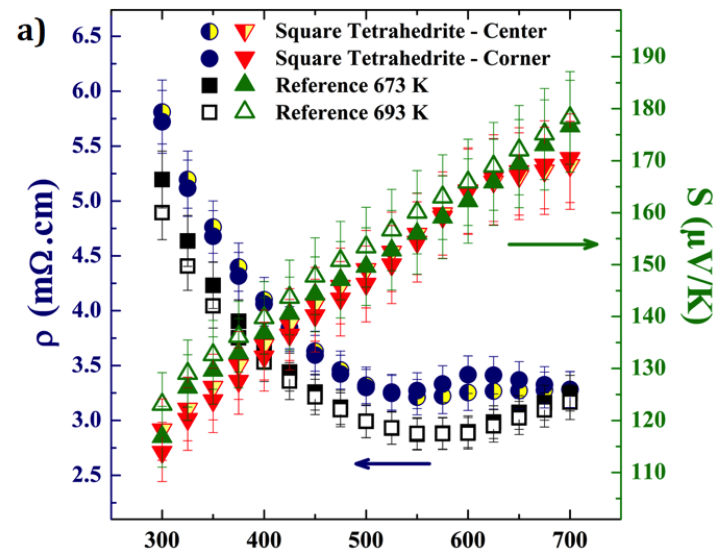 a)
Square Tetrahedrite - Center
Square Tetrahedrite - Corner
Reference 673 K
Reference 693 K
ρ (mΩ.cm)
6.5
6.0
5.5
5.0
4.5
4.0
3.5
3.0
2.5
S (µV/K)
190
180
170
160
150
140
130
120
110
300 400 500 600 700